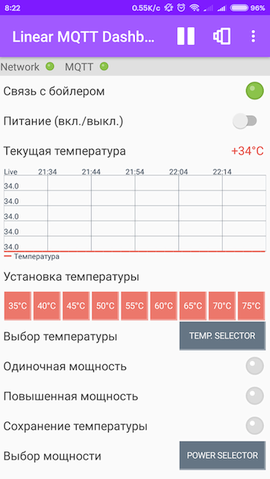 8:22 0.55K/c 96%
Linear MQTT Dashb...
Network MQTT
Связь с бойлером
Питание (вкл./выкл.)
Текущая температура +34°C
Live 21:34 21:44 21:54 22:04 22:14
34.0
34.0
34.0
34.0
34.0
Температура
Установка температуры
35°C 40°C 45°C 50°C 55°C 60°C 65°C 70°C 75°C
Выбор температуры TEMP. SELECTOR
Одиночная мощность
Повышенная мощность
Сохранение температуры
Выбор мощности POWER SELECTOR